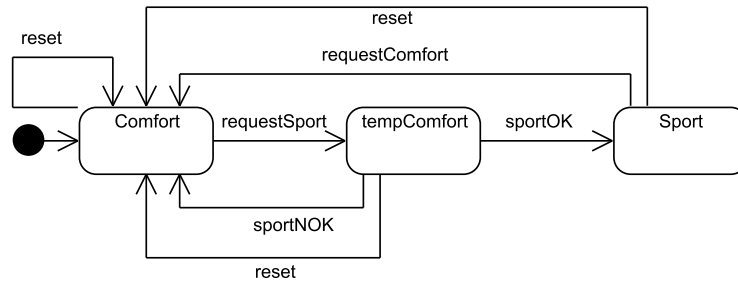 reset
reset
requestComfort
Comfort
requestSport
tempComfort
sportOK
Sport
sportNOK
reset